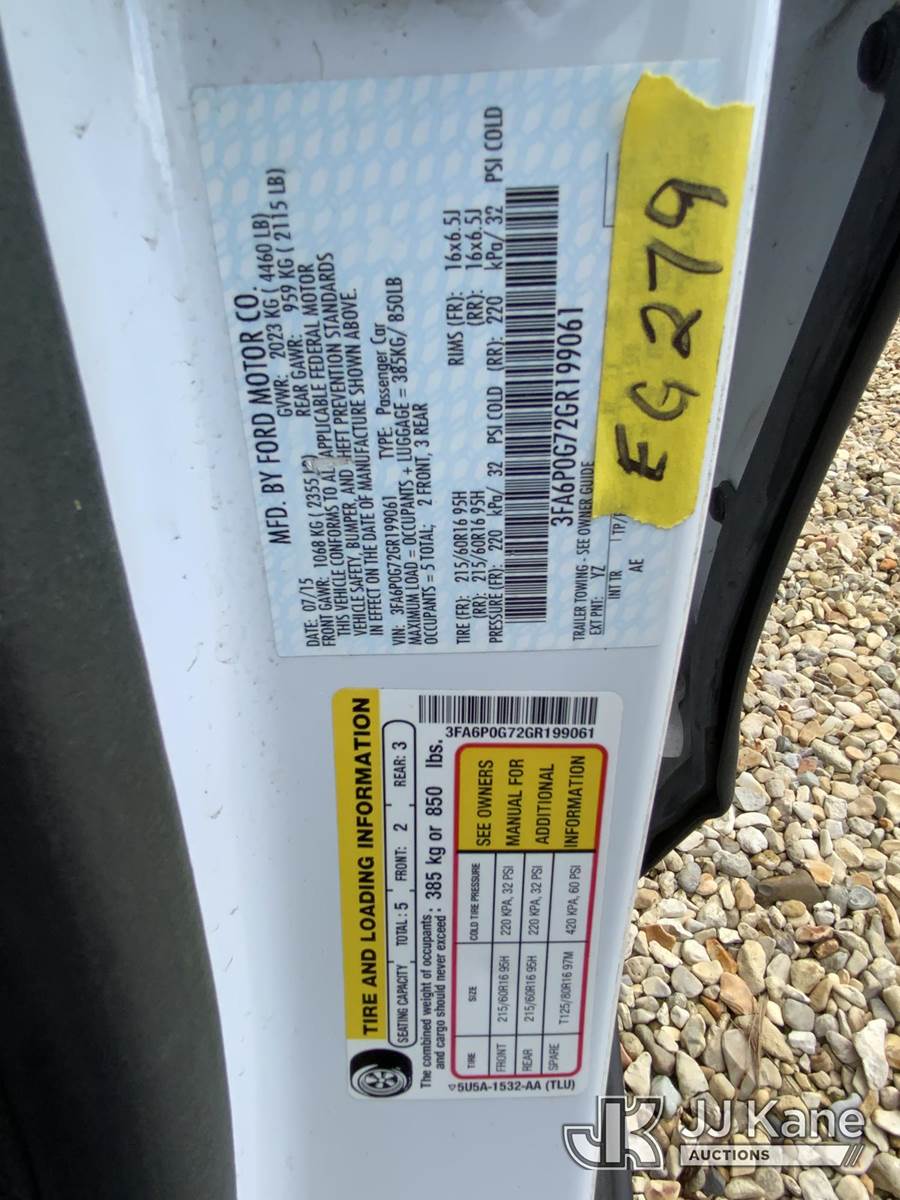 MFD. BY FORD MOTOR CO.
DATE: 07/15 GVWR: 2023 KG ( 4460 LB)
FRONT GAWR: 1068 KG ( 2355 REAR GAWR: 959 KG ( 2115 LB)
THIS VEHICLE CONFORMS TO ALL APPLICABLE FEDERAL MOTOR
VEHICLE SAFETY, BUMPER, AND THEFT PREVENTION STANDARDS
IN EFFECT ON THE DATE OF MANUFACTURE SHOWN ABOVE.
VIN: 3FA6P0G72GR199061 TYPE: Passenger Car
MAXIMUM LOAD = OCCUPANTS + LUGGAGE = 385KG/ 850LB
OCCUPANTS = 5 TOTAL; 2 FRONT, 3 REAR
TIRE (FR): 215/60R16 95H RIMS (FR): 16x6.5J
(RR): 215/60R16 95H (RR): 16x6.5J
PRESSURE (FR): 220 kPa/ 32 PSI COLD (RR): 220 kPa/ 32 PSI COLD
3FA6P0G72GR199061
TRAILER TOWING - SEE OWNER GUIDE
EXT PNT: YZ
INT TR TP/
AE
EG279
TIRE AND LOADING INFORMATION
SEATING CAPACITY TOTAL: 5 FRONT: 2 REAR: 3
The combined weight of occupants
and cargo should never exceed: 385 kg or 850 lbs.
3FA6P0G72GR199061
TIRE SIZE COLD TIRE PRESSURE
FRONT 215/60R16 95H 220 KPA, 32 PSI
REAR 215/60R16 95H 220 KPA, 32 PSI
SPARE T125/80R16 97M 420 KPA, 60 PSI
SEE OWNERS
MANUAL FOR
ADDITIONAL
INFORMATION
5U5A-1532-AA (TLU)
JK JJ Kane
AUCTIONS